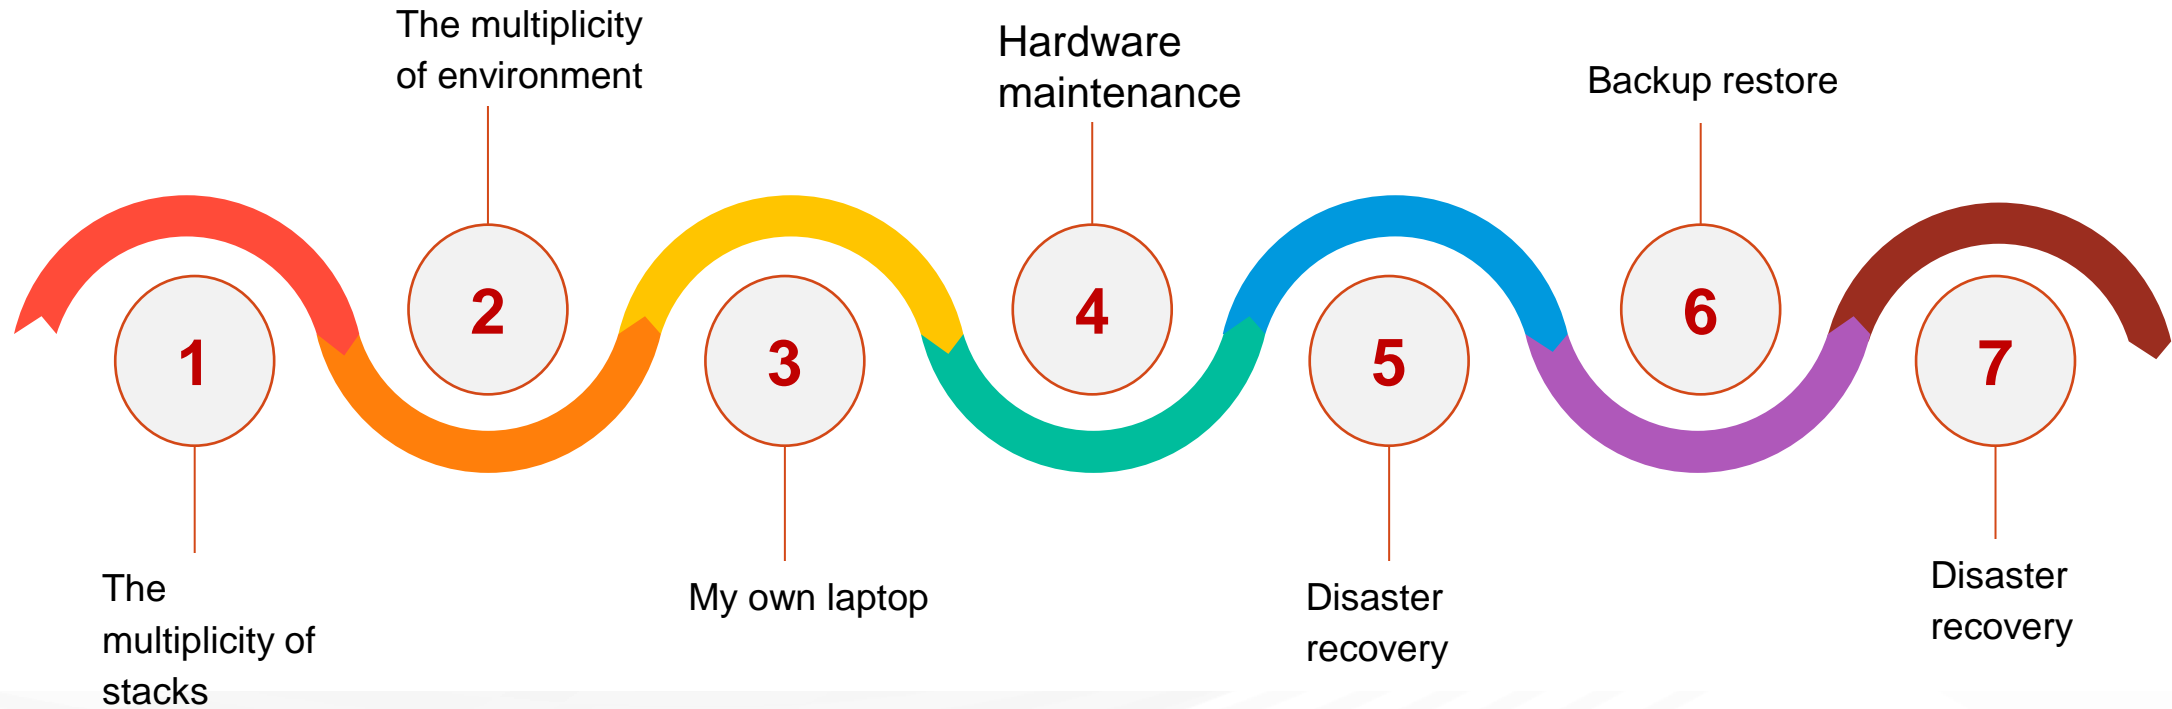 The multiplicity
of environment
Hardware
maintenance
Backup restore
1
2
3
4
5
6
7
The
multiplicity of
stacks
My own laptop
Disaster
recovery
Disaster
recovery